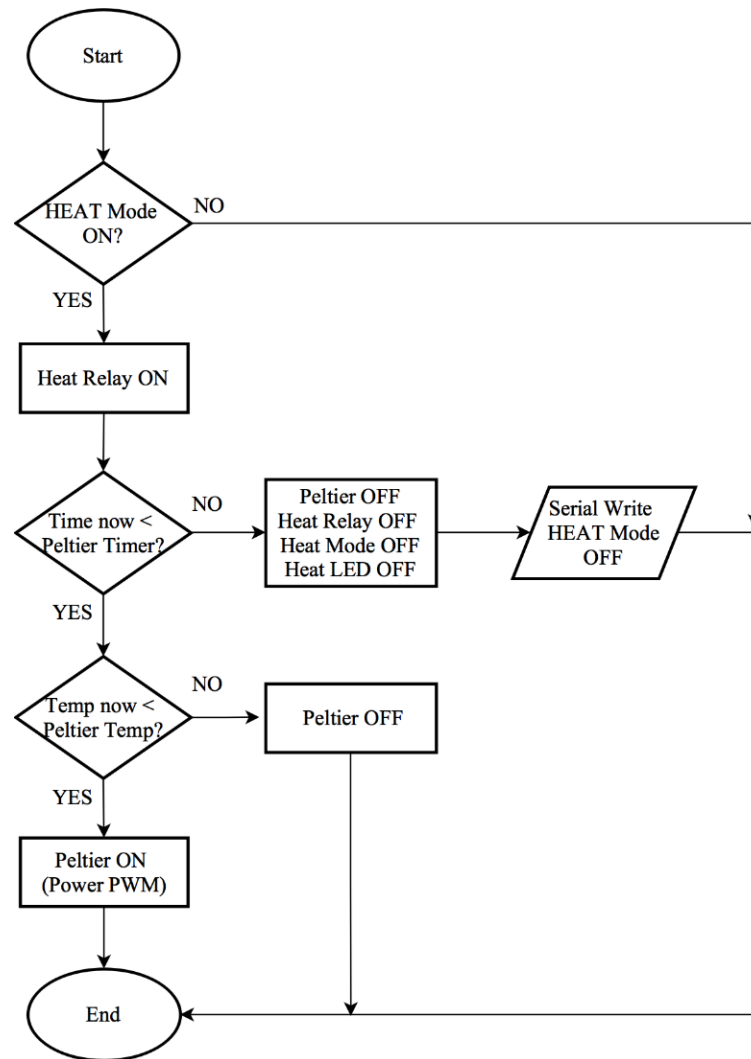 Start
HEAT Mode
ON?
NO
YES
Heat Relay ON
Time now <
Peltier Timer?
NO
Peltier OFF
Heat Relay OFF
Heat Mode OFF
Heat LED OFF
Serial Write
HEAT Mode
OFF
YES
Temp now <
Peltier Temp?
NO
Peltier OFF
YES
Peltier ON
(Power PWM)
End